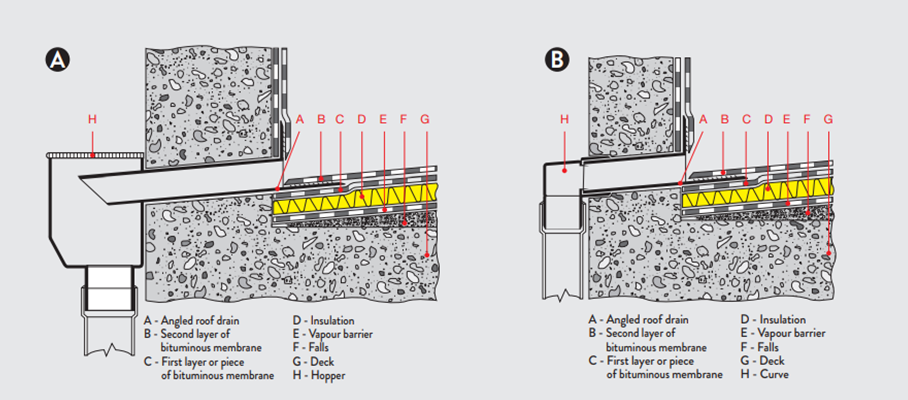 A
H
A B C D E F G
A - Angled roof drain
B - Second layer of
bituminous membrane
C - First layer or piece
of bituminous membrane
D - Insulation
E - Vapour barrier
F - Falls
G - Deck
H - Hopper
B
H
A B C D E F G
A - Angled roof drain
B - Second layer of
bituminous membrane
C - First layer or piece
of bituminous membrane
D - Insulation
E - Vapour barrier
F - Falls
G - Deck
H - Curve